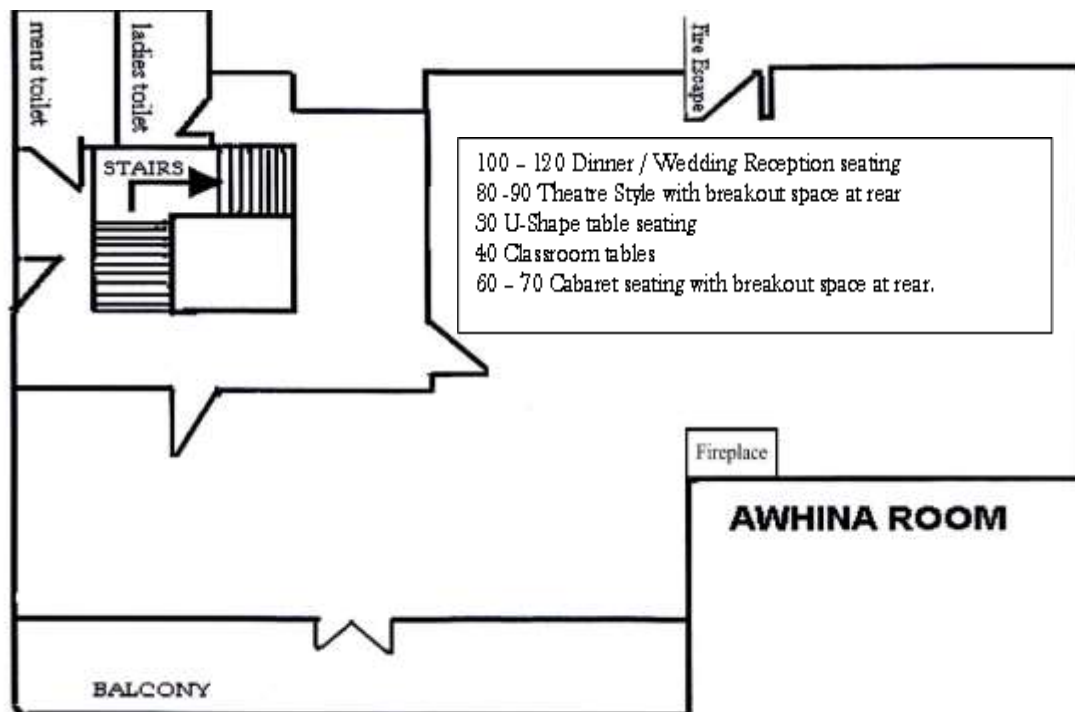 mens toilet
ladies toilet
Fire Escape
STAIRS
100 – 120 Dinner / Wedding Reception seating
80 -90 Theatre Style with breakout space at rear
30 U-Shape table seating
40 Classroom tables
60 – 70 Cabaret seating with breakout space at rear.
Fireplace
AWHINA ROOM
BALCONY